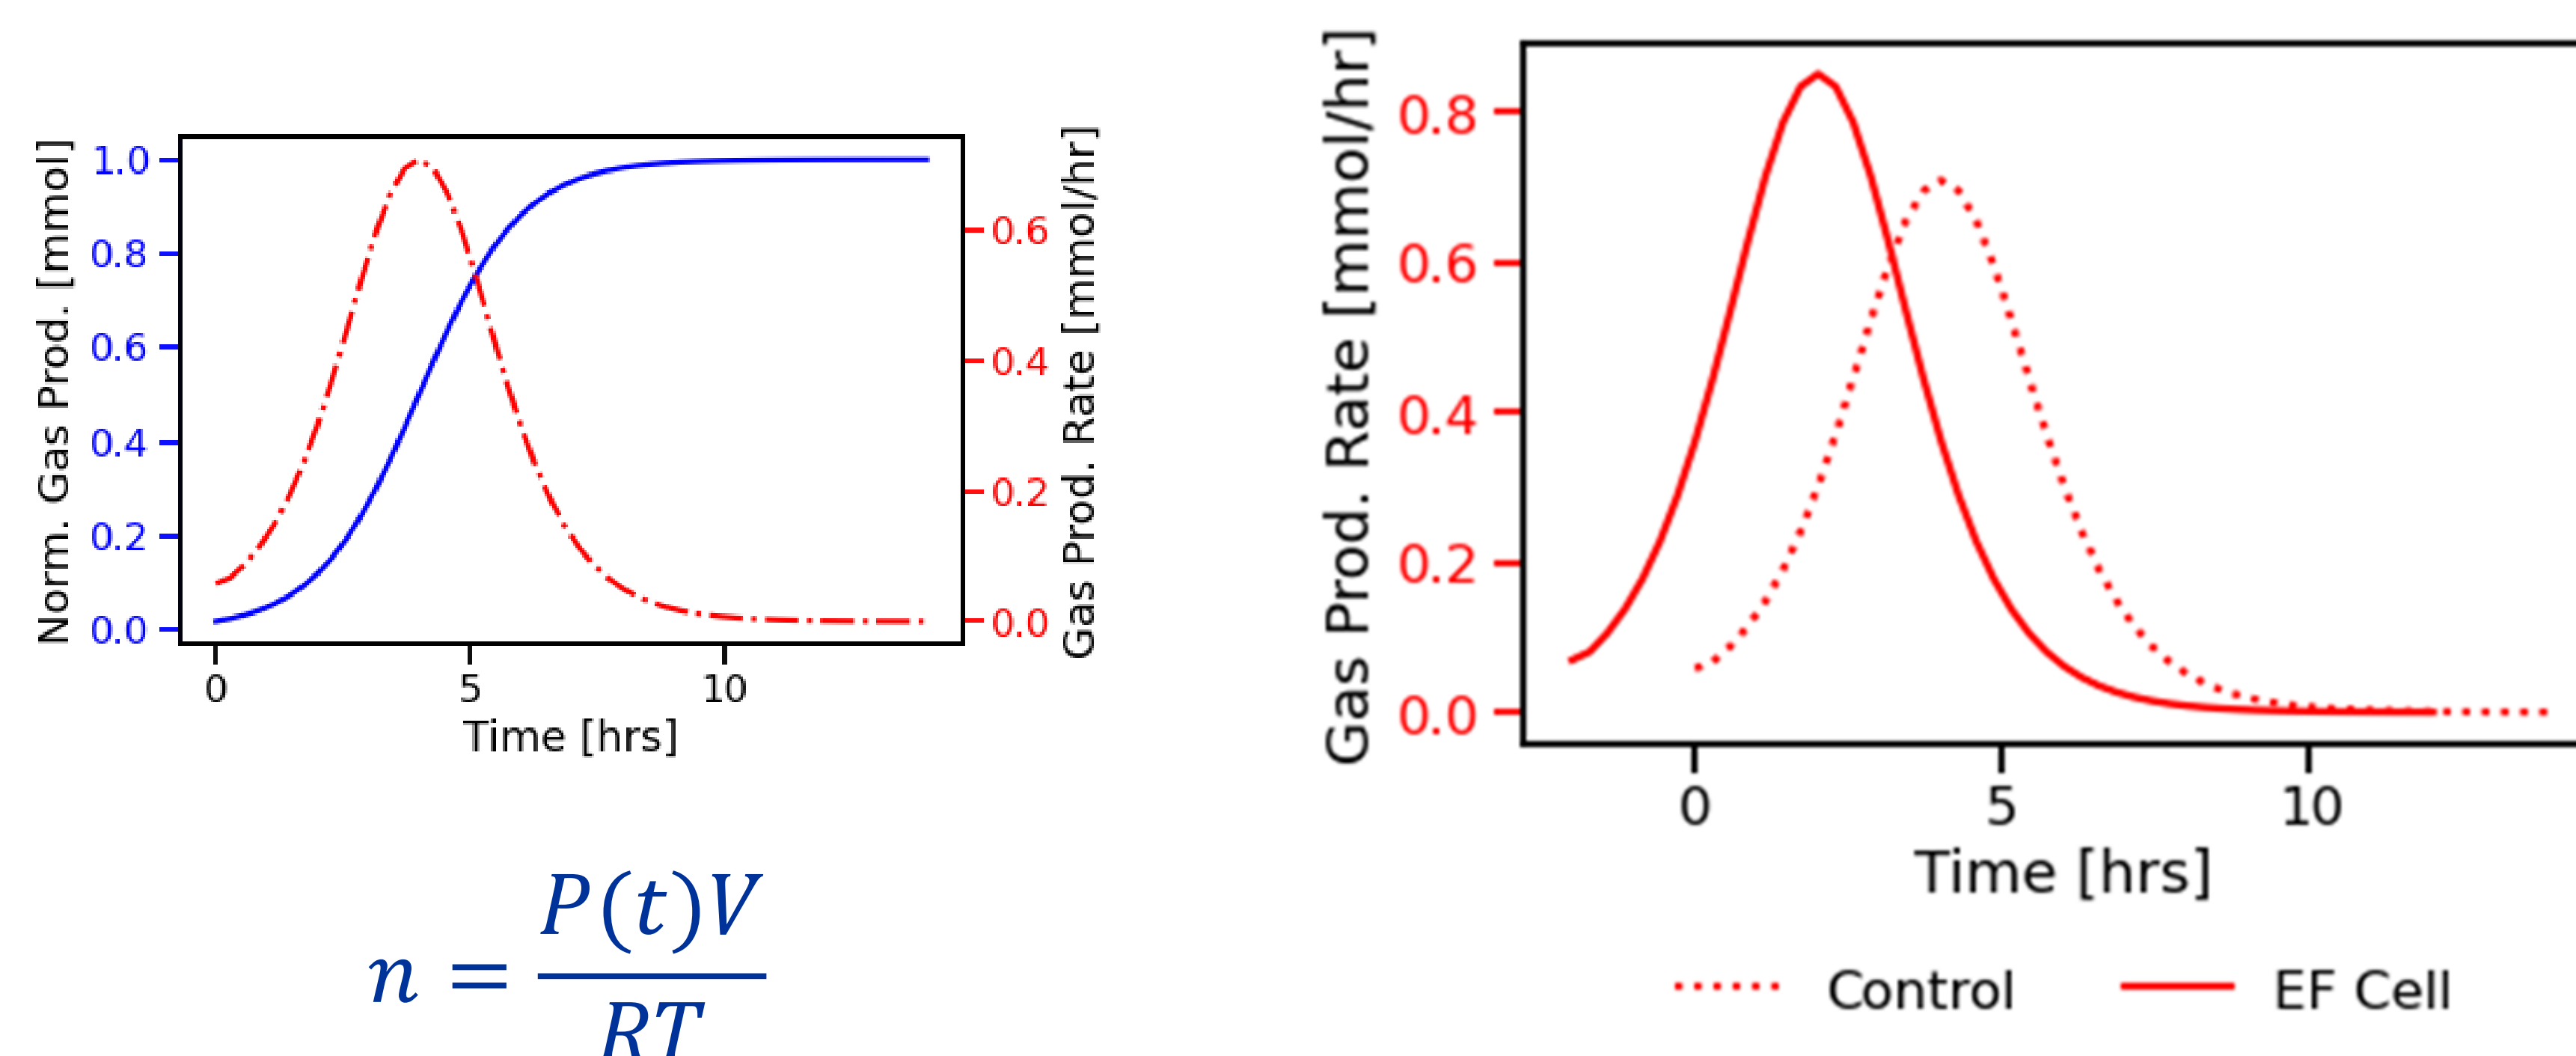 Norm. Gas Prod. [mmol]
1.0
0.8
0.6
0.4
0.2
0.0
0.6
0.4
0.2
0.0
Gas Prod. Rate [mmol/hr]
0 5 10
Time [hrs]
n = P(t)V / RT
Gas Prod. Rate [mmol/hr]
0.8
0.6
0.4
0.2
0.0
0 5 10
Time [hrs]
Control EF Cell